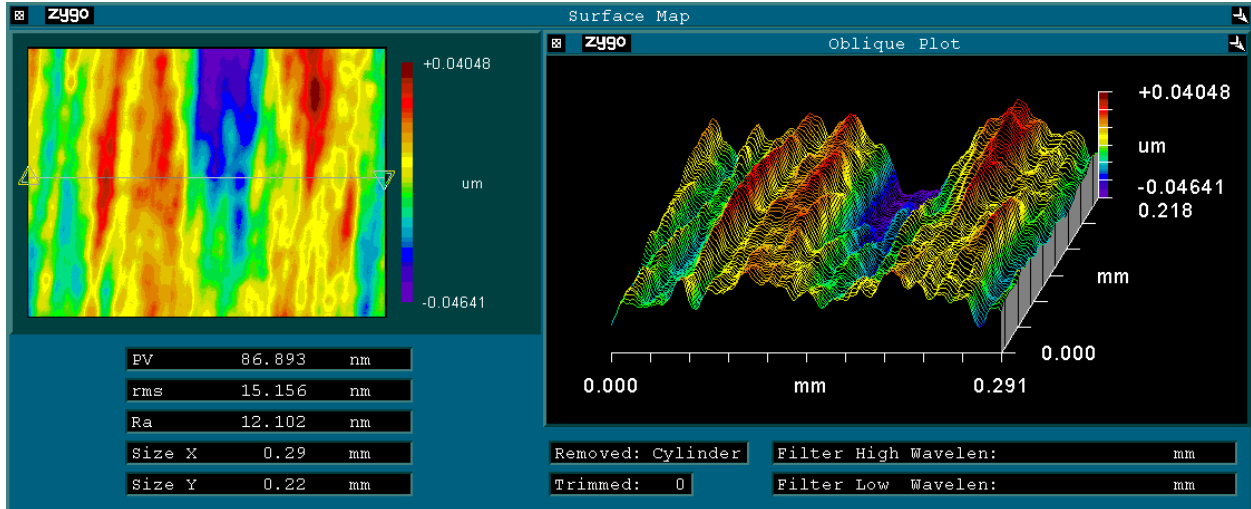 zygo Surface Map
+0.04048
um
-0.04641
zygo Oblique Plot
+0.04048
um
-0.04641
0.218
mm
0.000
0.000 mm 0.291
PV 86.893 nm
rms 15.156 nm
Ra 12.102 nm
Size X 0.29 mm
Size Y 0.22 mm
Removed: Cylinder
Trimmed: 0
Filter High Wavelen: mm
Filter Low Wavelen: mm